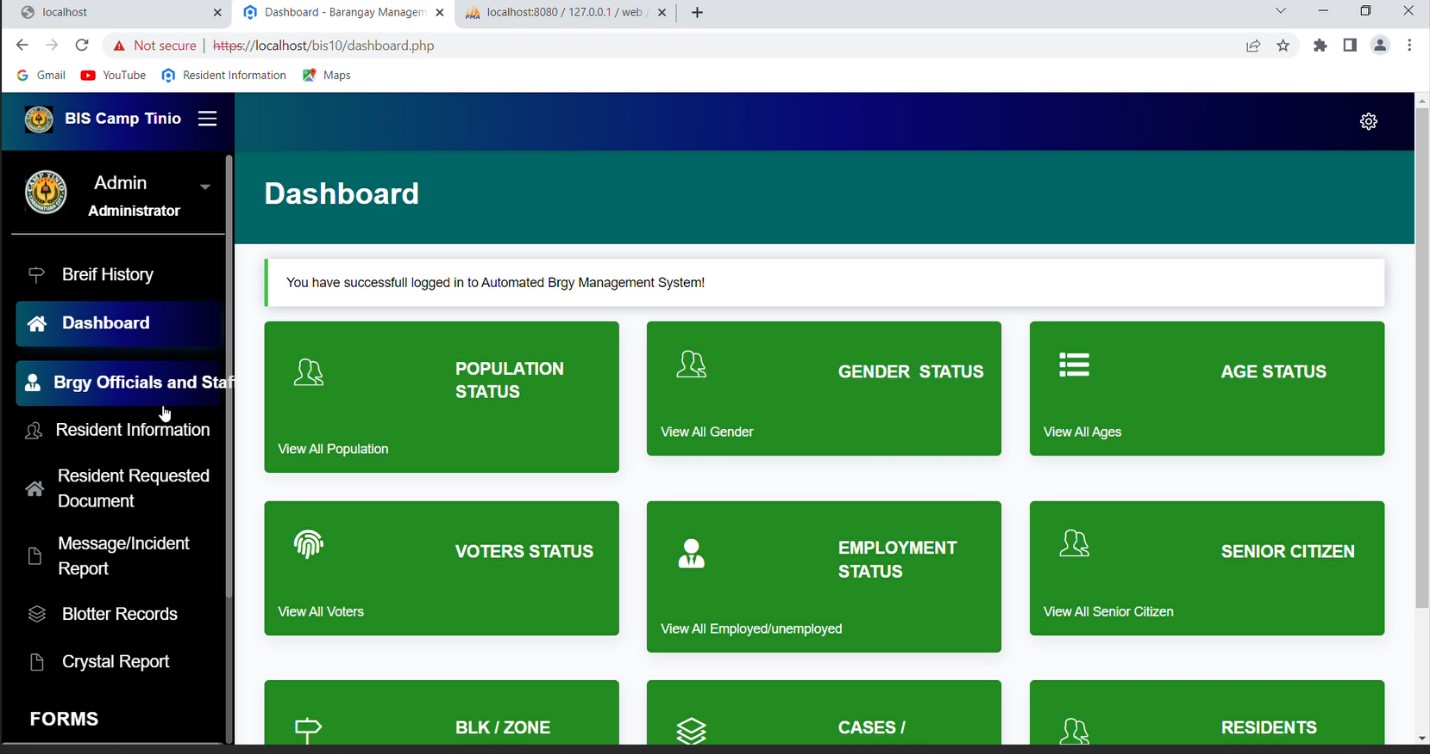 localhost
Dashboard - Barangay Managem
localhost:8080 / 127.0.0.1 / web
Not secure
https://localhost/bis10/dashboard.php
Gmail
YouTube
Resident Information
Maps
BIS Camp Tinio
Admin
Administrator
Breif History
Dashboard
Brgy Officials and Staf
Resident Information
Resident Requested
Document
Message/Incident
Report
Blotter Records
Crystal Report
FORMS
Dashboard
You have successfull logged in to Automated Brgy Management System!
POPULATION
STATUS
View All Population
GENDER STATUS
View All Gender
AGE STATUS
View All Ages
VOTERS STATUS
View All Voters
EMPLOYMENT
STATUS
View All Employed/unemployed
SENIOR CITIZEN
View All Senior Citizen
BLK / ZONE
CASES /
RESIDENTS